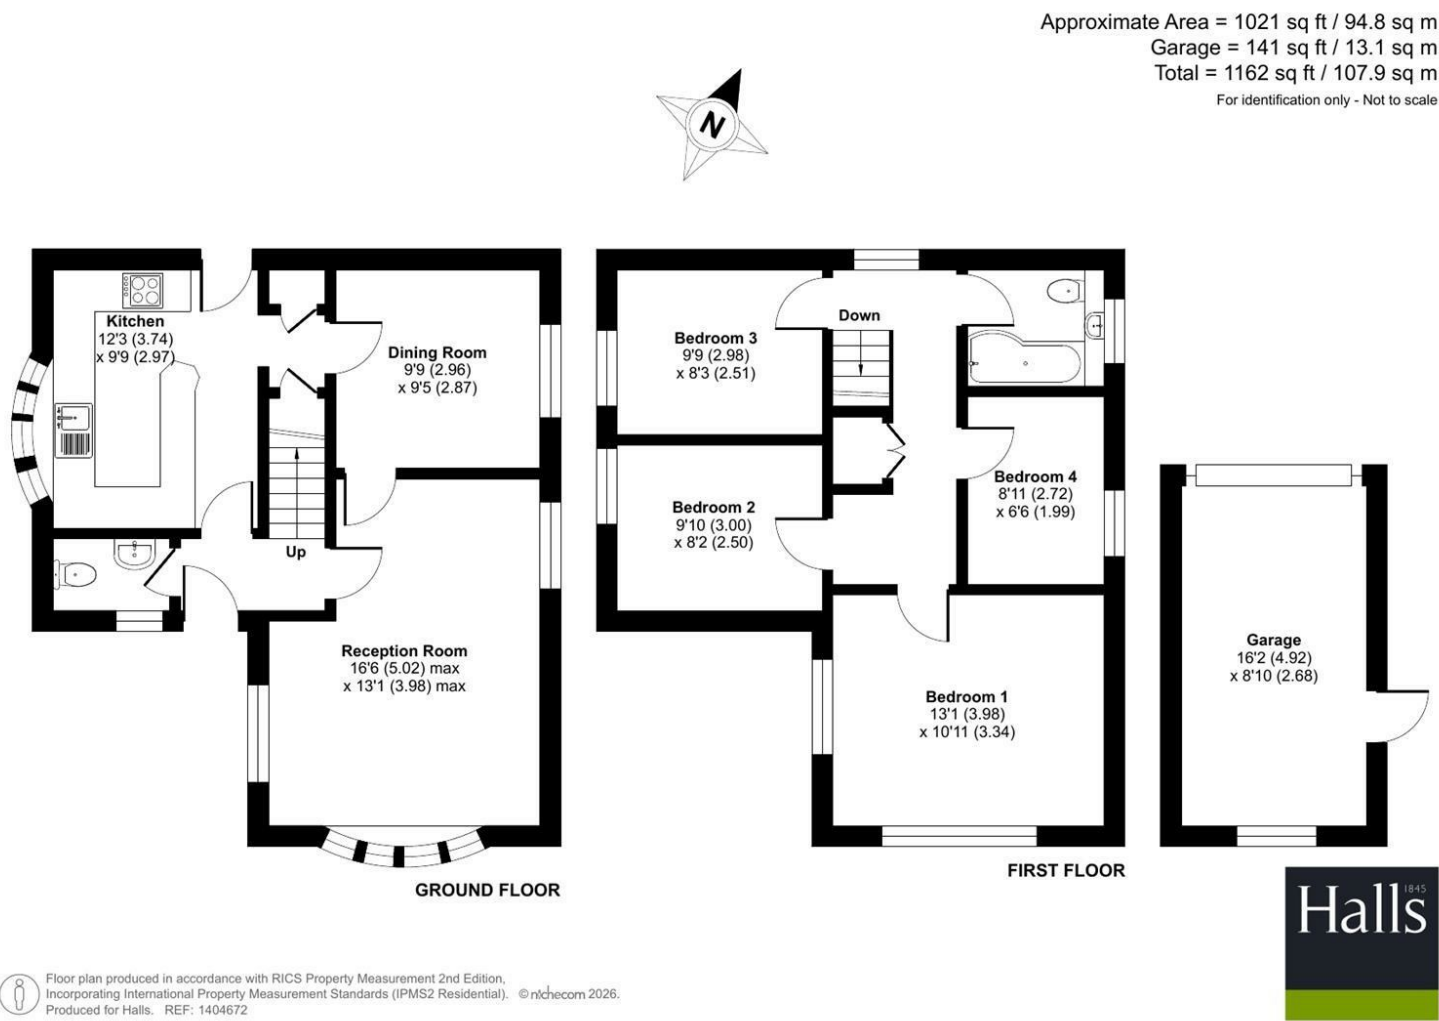 Approximate Area = 1021 sq ft / 94.8 sq m
Garage = 141 sq ft / 13.1 sq m
Total = 1162 sq ft / 107.9 sq m
For identification only - Not to scale
N
Kitchen
12'3 (3.74)
x 9'9 (2.97)
Dining Room
9'9 (2.96)
x 9'5 (2.87)
Up
Reception Room
16'6 (5.02) max
x 13'1 (3.98) max
GROUND FLOOR
Bedroom 3
9'9 (2.98)
x 8'3 (2.51)
Down
Bedroom 2
9'10 (3.00)
x 8'2 (2.50)
Bedroom 4
8'11 (2.72)
x 6'6 (1.99)
Bedroom 1
13'1 (3.98)
x 10'11 (3.34)
FIRST FLOOR
Garage
16'2 (4.92)
x 8'10 (2.68)
1845
Halls
Floor plan produced in accordance with RICS Property Measurement 2nd Edition,
Incorporating International Property Measurement Standards (IPMS2 Residential). © nichecom 2026.
Produced for Halls. REF: 1404672